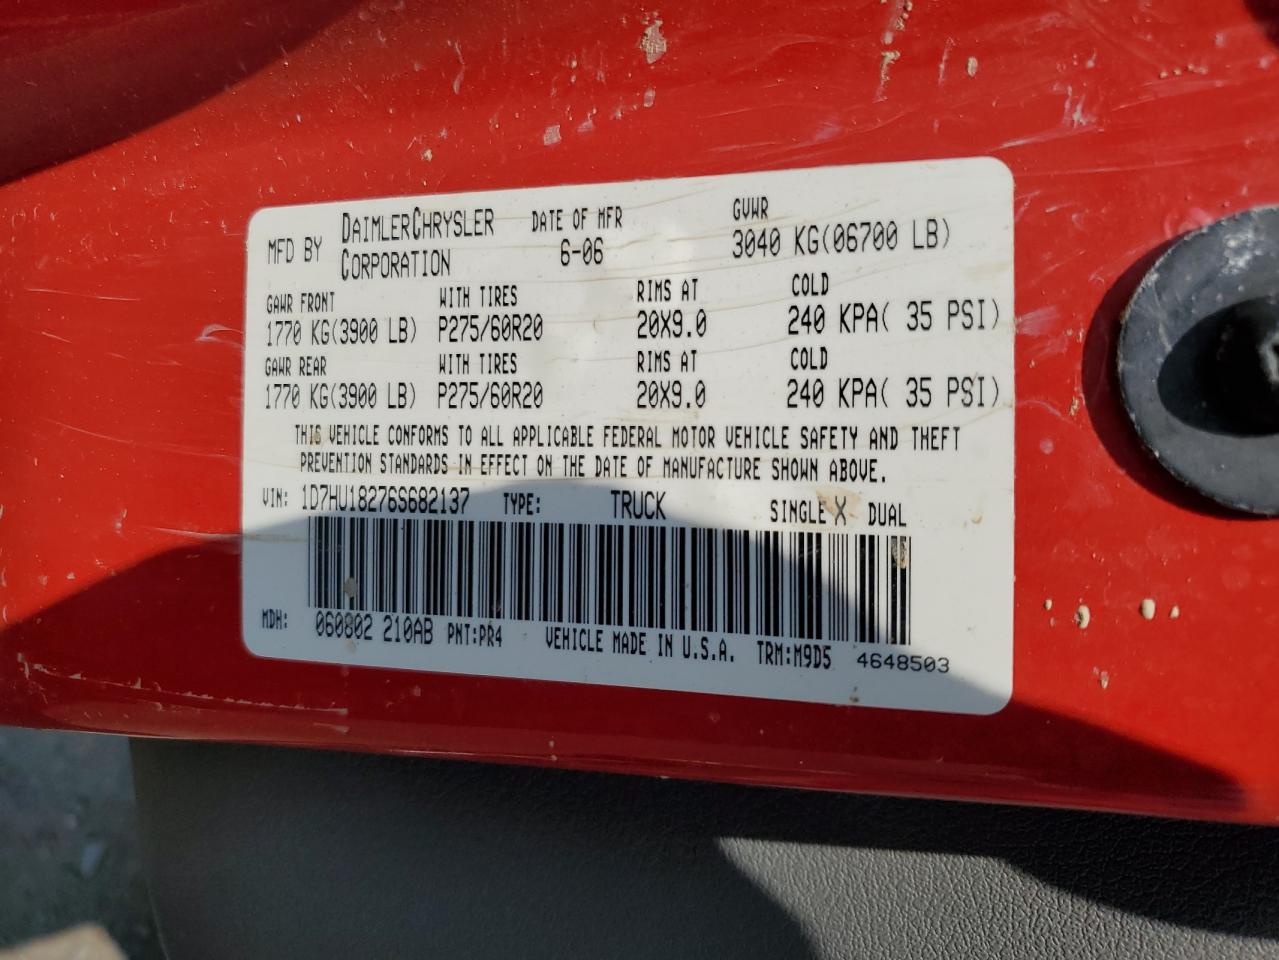 MFD BY DAIMLERCHRYSLER CORPORATION DATE OF MFR 6-06 GVWR 3040 KG(06700 LB)
GAWR FRONT WITH TIRES RIMS AT COLD
1770 KG(3900 LB) P275/60R20 20X9.0 240 KPA( 35 PSI)
GAWR REAR WITH TIRES RIMS AT COLD
1770 KG(3900 LB) P275/60R20 20X9.0 240 KPA( 35 PSI)
THIS VEHICLE CONFORMS TO ALL APPLICABLE FEDERAL MOTOR VEHICLE SAFETY AND THEFT
PREVENTION STANDARDS IN EFFECT ON THE DATE OF MANUFACTURE SHOWN ABOVE.
VIN: 1D7HU18276S682137 TYPE: TRUCK SINGLE X DUAL
MDH: 060802 210AB PNT:PR4 VEHICLE MADE IN U.S.A. TRM:M9D5 4648503